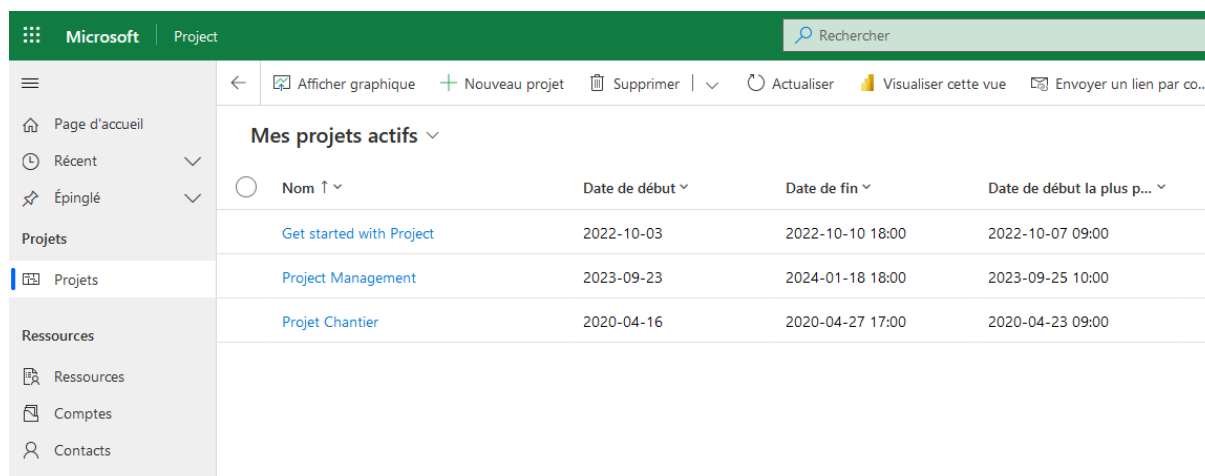 Microsoft Project Rechercher
Afficher graphique Nouveau projet Supprimer Actualiser Visualiser cette vue Envoyer un lien par co...
Page d'accueil
Récent
Épinglé
Projets
Projets
Ressources
Ressources
Comptes
Contacts
Mes projets actifs
Nom Date de début Date de fin Date de début la plus p...
Get started with Project 2022-10-03 2022-10-10 18:00 2022-10-07 09:00
Project Management 2023-09-23 2024-01-18 18:00 2023-09-25 10:00
Projet Chantier 2020-04-16 2020-04-27 17:00 2020-04-23 09:00